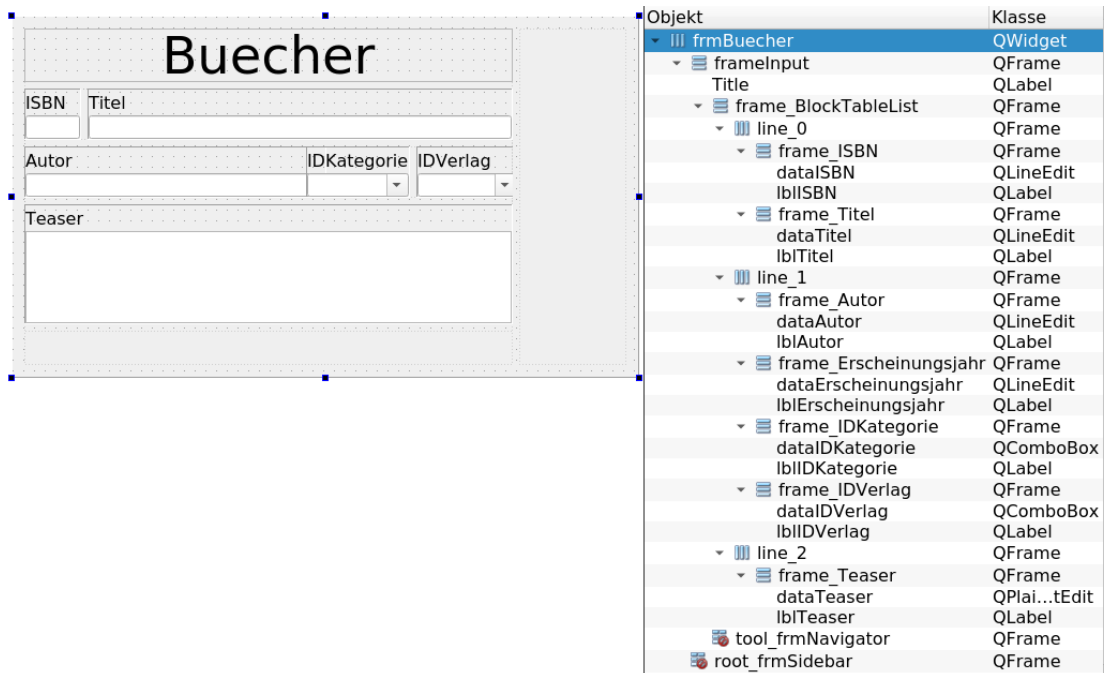 Buecher
ISBN Titel
Autor IDKategorie IDVerlag
Teaser
Objekt Klasse
frmBuecher QWidget
frameInput QFrame
Title QLabel
frame_BlockTableList QFrame
line_0 QFrame
frame_ISBN QFrame
dataISBN QLineEdit
lblISBN QLabel
frame_Titel QFrame
dataTitel QLineEdit
lblTitel QLabel
line_1 QFrame
frame_Autor QFrame
dataAutor QLineEdit
lblAutor QLabel
frame_Erscheinungsjahr QFrame
dataErscheinungsjahr QLineEdit
lblErscheinungsjahr QLabel
frame_IDKategorie QFrame
dataIDKategorie QComboBox
lblIDKategorie QLabel
frame_IDVerlag QFrame
dataIDVerlag QComboBox
lblIDVerlag QLabel
line_2 QFrame
frame_Teaser QFrame
dataTeaser QPlai...tEdit
lblTeaser QLabel
tool_frmNavigator QFrame
root_frmSidebar QFrame